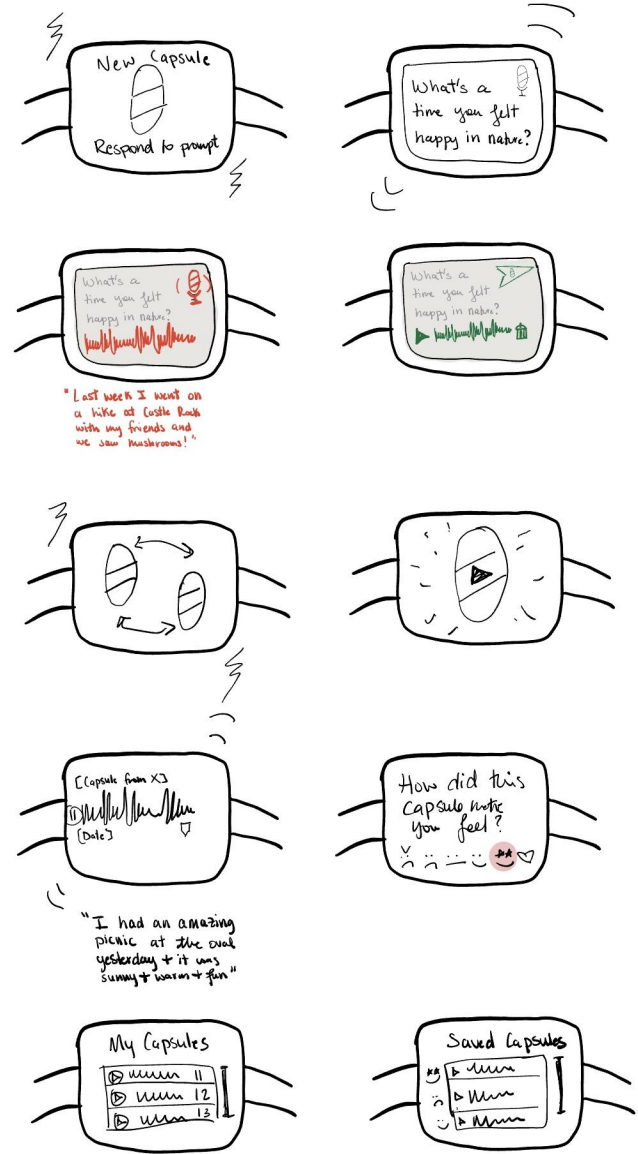 New Capsule
Respond to prompt
What's a
time you felt
happy in nature?
What's a
time you felt
happy in nature?
"Last week I went on
a hike at Castle Rock
with my friends and
we saw mushrooms!"
What's a
time you felt
happy in nature?
[Capsule from X]
[Date]
"I had an amazing
picnic at the oval
yesterday + it was
sunny + warm + fun"
How did this
capsule make
you feel?
My Capsules
11
12
13
Saved Capsules